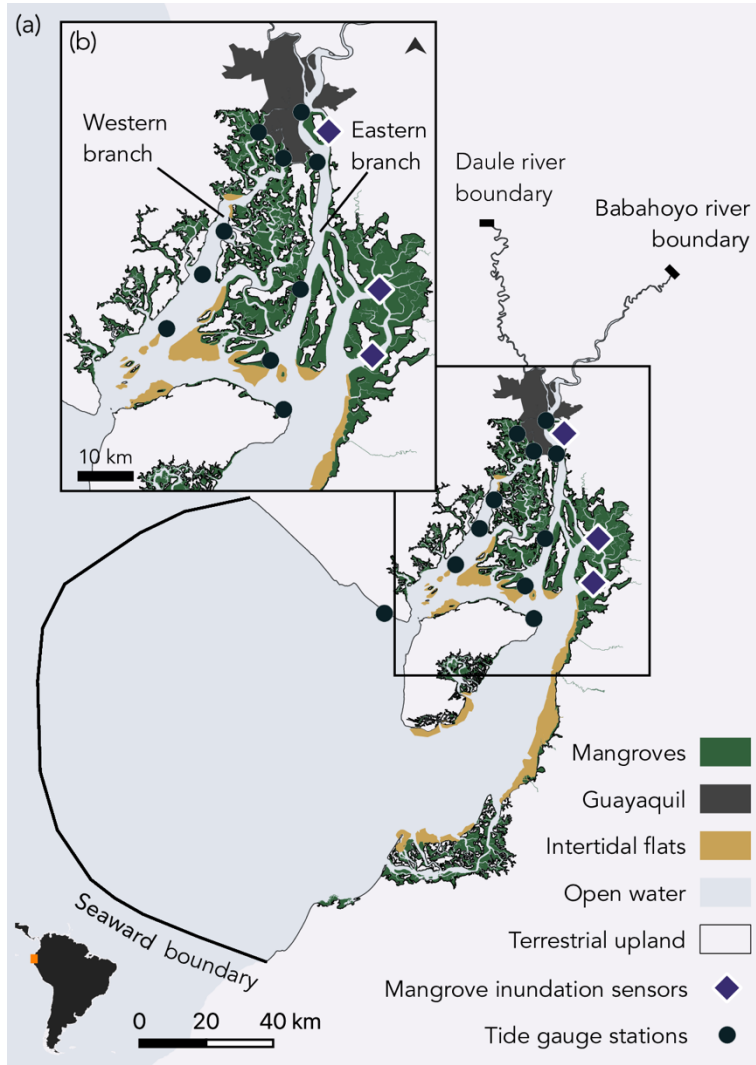 (a)
(b)
Western
branch
Eastern
branch
10 km
Daule river
boundary
Babahoyo river
boundary
Seaward boundary
Mangroves
Guayaquil
Intertidal flats
Open water
Terrestrial upland
Mangrove inundation sensors
Tide gauge stations
0 20 40 km